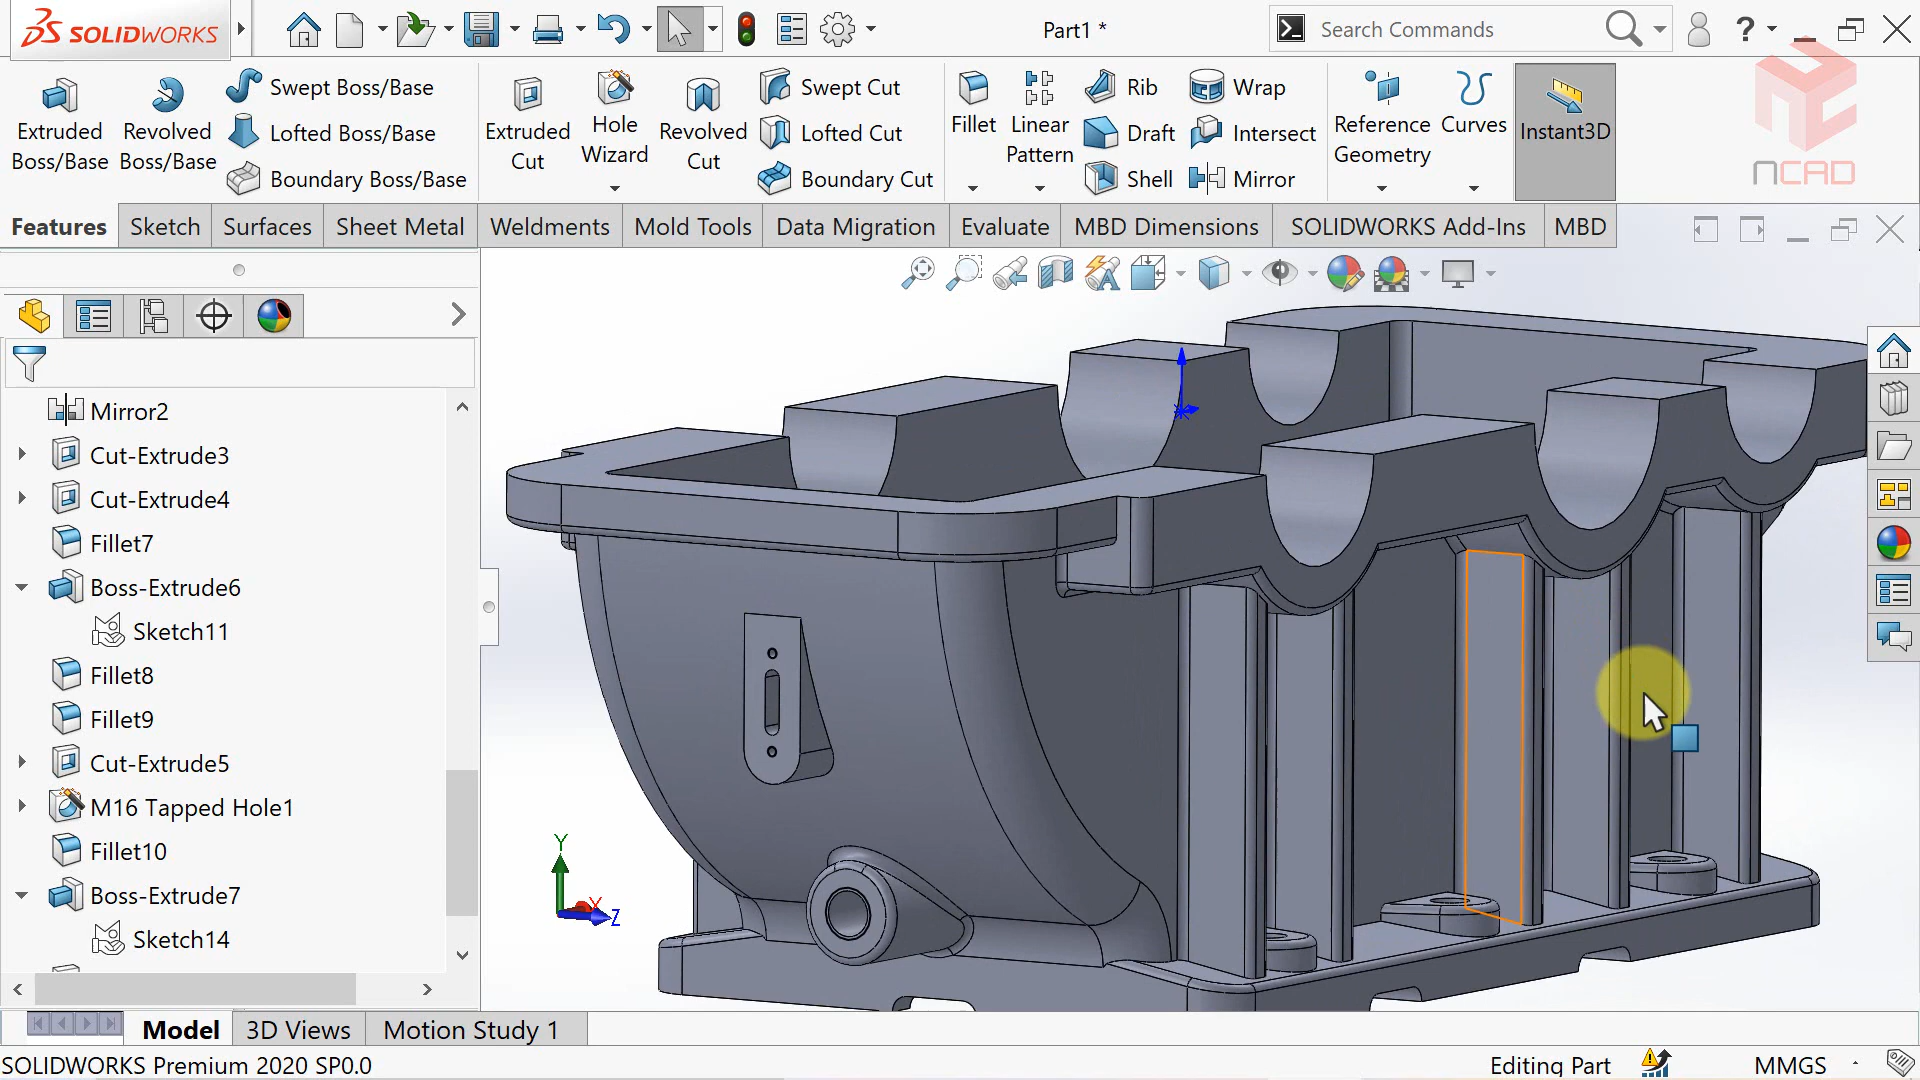 SOLIDWORKS
Part1 *
Search Commands
?
Extruded Boss/Base
Revolved Boss/Base
Swept Boss/Base
Lofted Boss/Base
Boundary Boss/Base
Extruded Cut
Hole Wizard
Revolved Cut
Swept Cut
Lofted Cut
Boundary Cut
Fillet
Linear Pattern
Rib
Draft
Shell
Wrap
Intersect
Mirror
Reference Geometry
Curves
Instant3D
NCAD
Features
Sketch
Surfaces
Sheet Metal
Weldments
Mold Tools
Data Migration
Evaluate
MBD Dimensions
SOLIDWORKS Add-Ins
MBD
Mirror2
Cut-Extrude3
Cut-Extrude4
Fillet7
Boss-Extrude6
Sketch11
Fillet8
Fillet9
Cut-Extrude5
M16 Tapped Hole1
Fillet10
Boss-Extrude7
Sketch14
Y
X
Z
Model
3D Views
Motion Study 1
SOLIDWORKS Premium 2020 SP0.0
Editing Part
MMGS